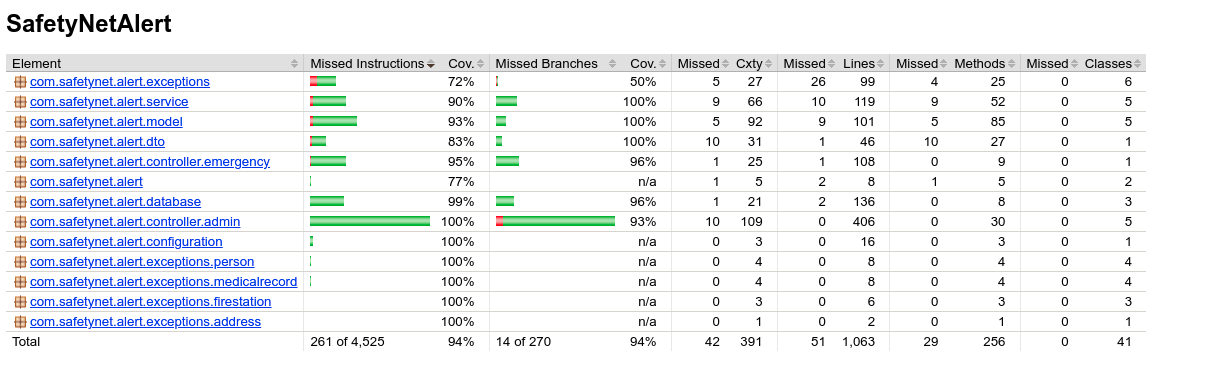 SafetyNetAlert
Element Missed Instructions Cov. Missed Branches Cov. Missed Cxty Missed Lines Missed Methods Missed Classes
com.safetynet.alert.exceptions 72% 50% 5 27 26 99 4 25 0 6
com.safetynet.alert.service 90% 100% 9 66 10 119 9 52 0 5
com.safetynet.alert.model 93% 100% 5 92 9 101 5 85 0 5
com.safetynet.alert.dto 83% 100% 10 31 1 46 10 27 0 1
com.safetynet.alert.controller.emergency 95% 96% 1 25 1 108 0 9 0 1
com.safetynet.alert 77% n/a 1 5 2 8 1 5 0 2
com.safetynet.alert.database 99% 96% 1 21 2 136 0 8 0 3
com.safetynet.alert.controller.admin 100% 93% 10 109 0 406 0 30 0 5
com.safetynet.alert.configuration 100% n/a 0 3 0 16 0 3 0 1
com.safetynet.alert.exceptions.person 100% n/a 0 4 0 8 0 4 0 4
com.safetynet.alert.exceptions.medicalrecord 100% n/a 0 4 0 8 0 4 0 4
com.safetynet.alert.exceptions.firestation 100% n/a 0 3 0 6 0 3 0 3
com.safetynet.alert.exceptions.address 100% n/a 0 1 0 2 0 1 0 1
Total 261 of 4,525 94% 14 of 270 94% 42 391 51 1,063 29 256 0 41